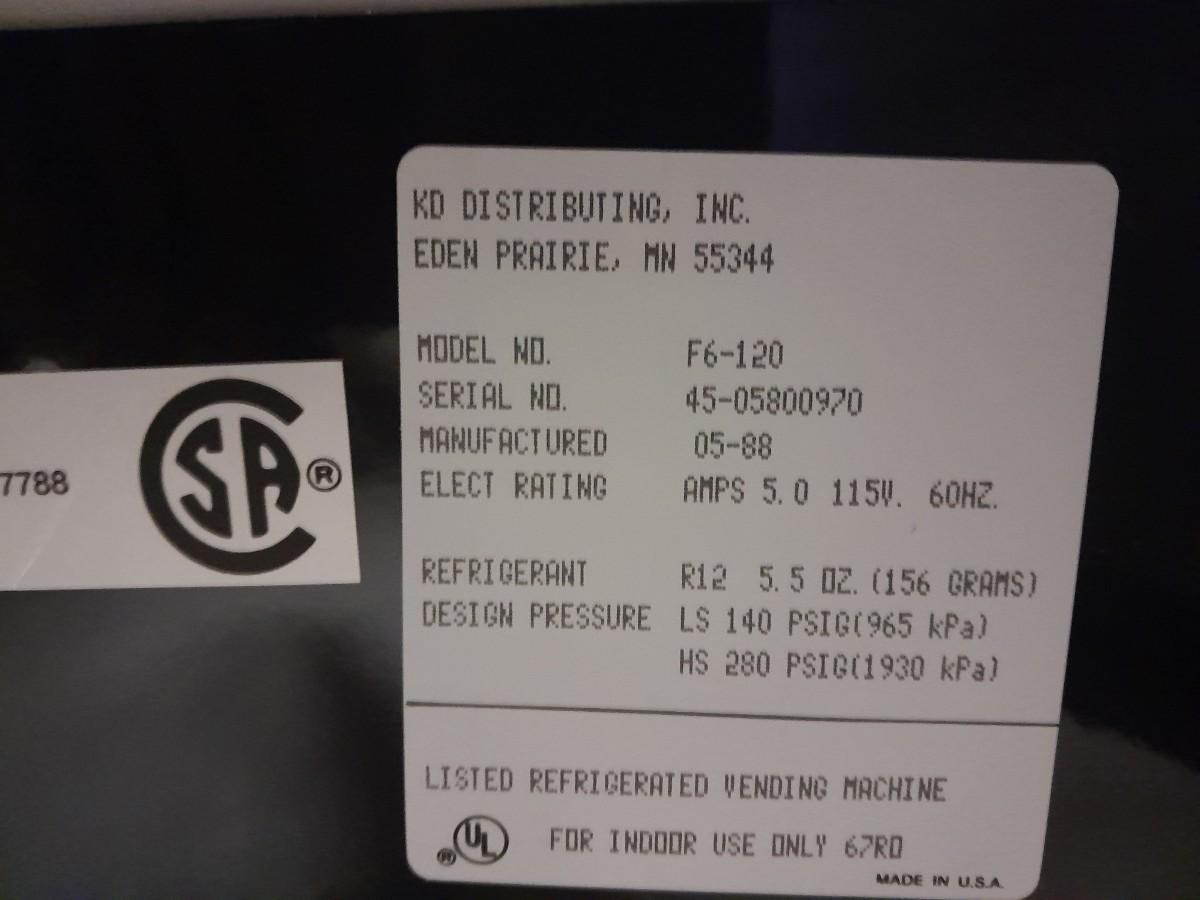 KD DISTRIBUTING, INC.
EDEN PRAIRIE, MN 55344
MODEL NO. F6-120
SERIAL NO. 45-05800970
MANUFACTURED 05-88
ELECT RATING AMPS 5.0 115V. 60HZ.
REFRIGERANT R12 5.5 OZ. (156 GRAMS)
DESIGN PRESSURE LS 140 PSIG(965 kPa)
HS 280 PSIG(1930 kPa)
LISTED REFRIGERATED VENDING MACHINE
UL ® FOR INDOOR USE ONLY 67RO
MADE IN U.S.A.
7788 CSA ®